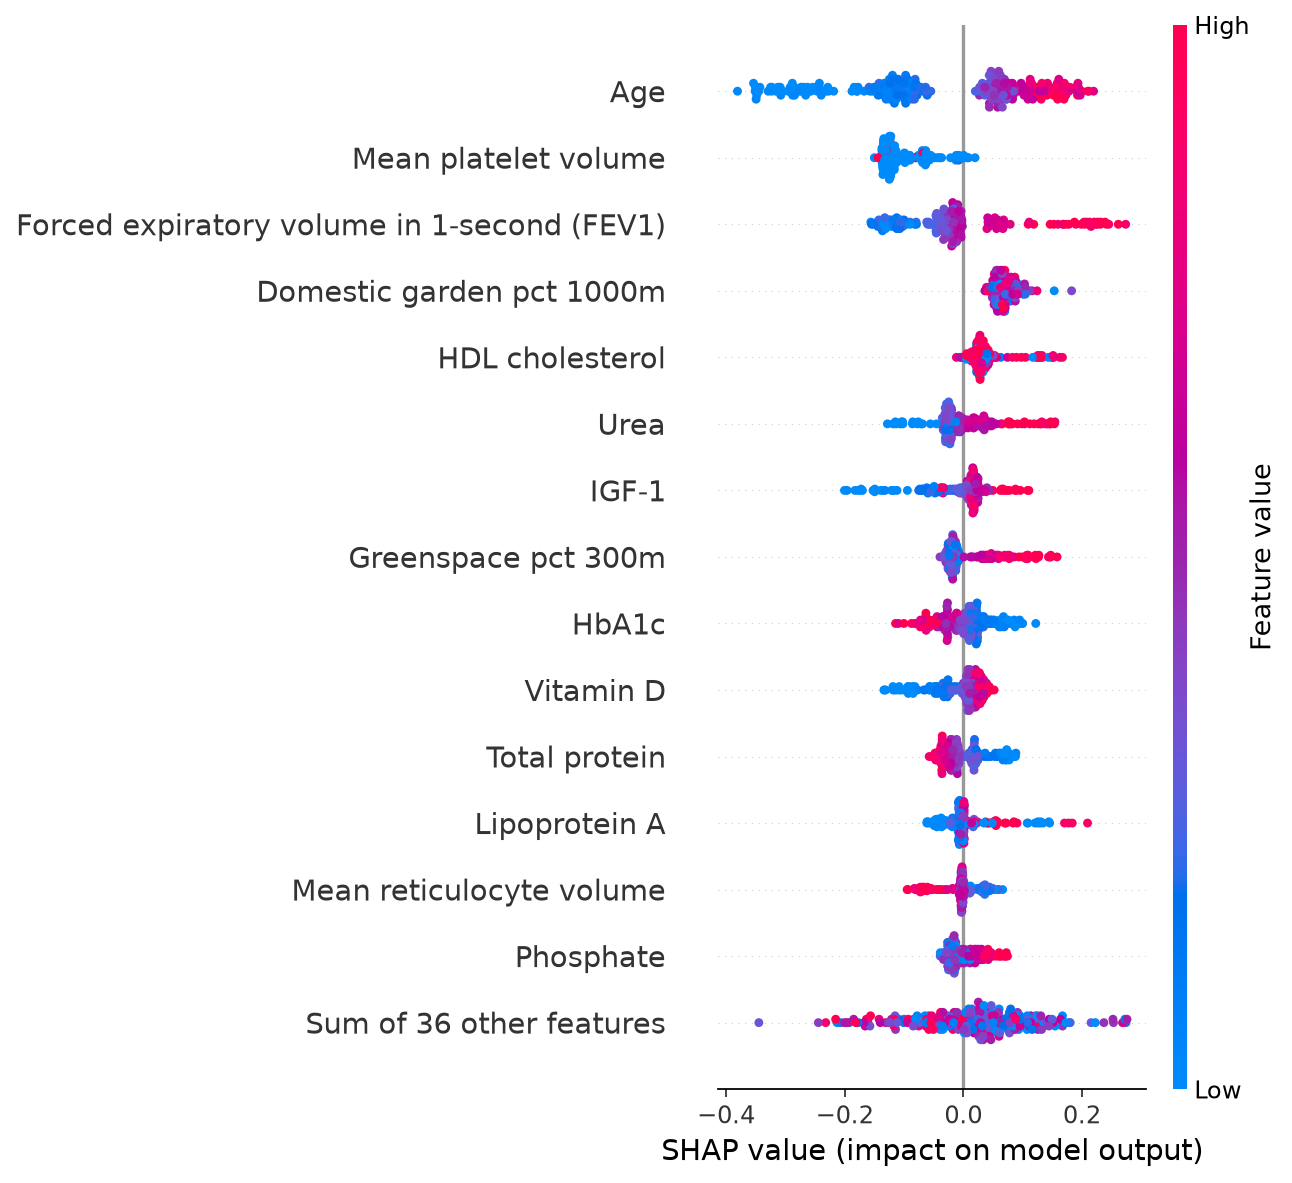 High
Age
Mean platelet volume
Forced expiratory volume in 1-second (FEV1)
Domestic garden pct 1000m
HDL cholesterol
Urea
IGF-1
Greenspace pct 300m
HbA1c
Vitamin D
Total protein
Lipoprotein A
Mean reticulocyte volume
Phosphate
Sum of 36 other features
Feature value
Low
−0.4 −0.2 0.0 0.2
SHAP value (impact on model output)